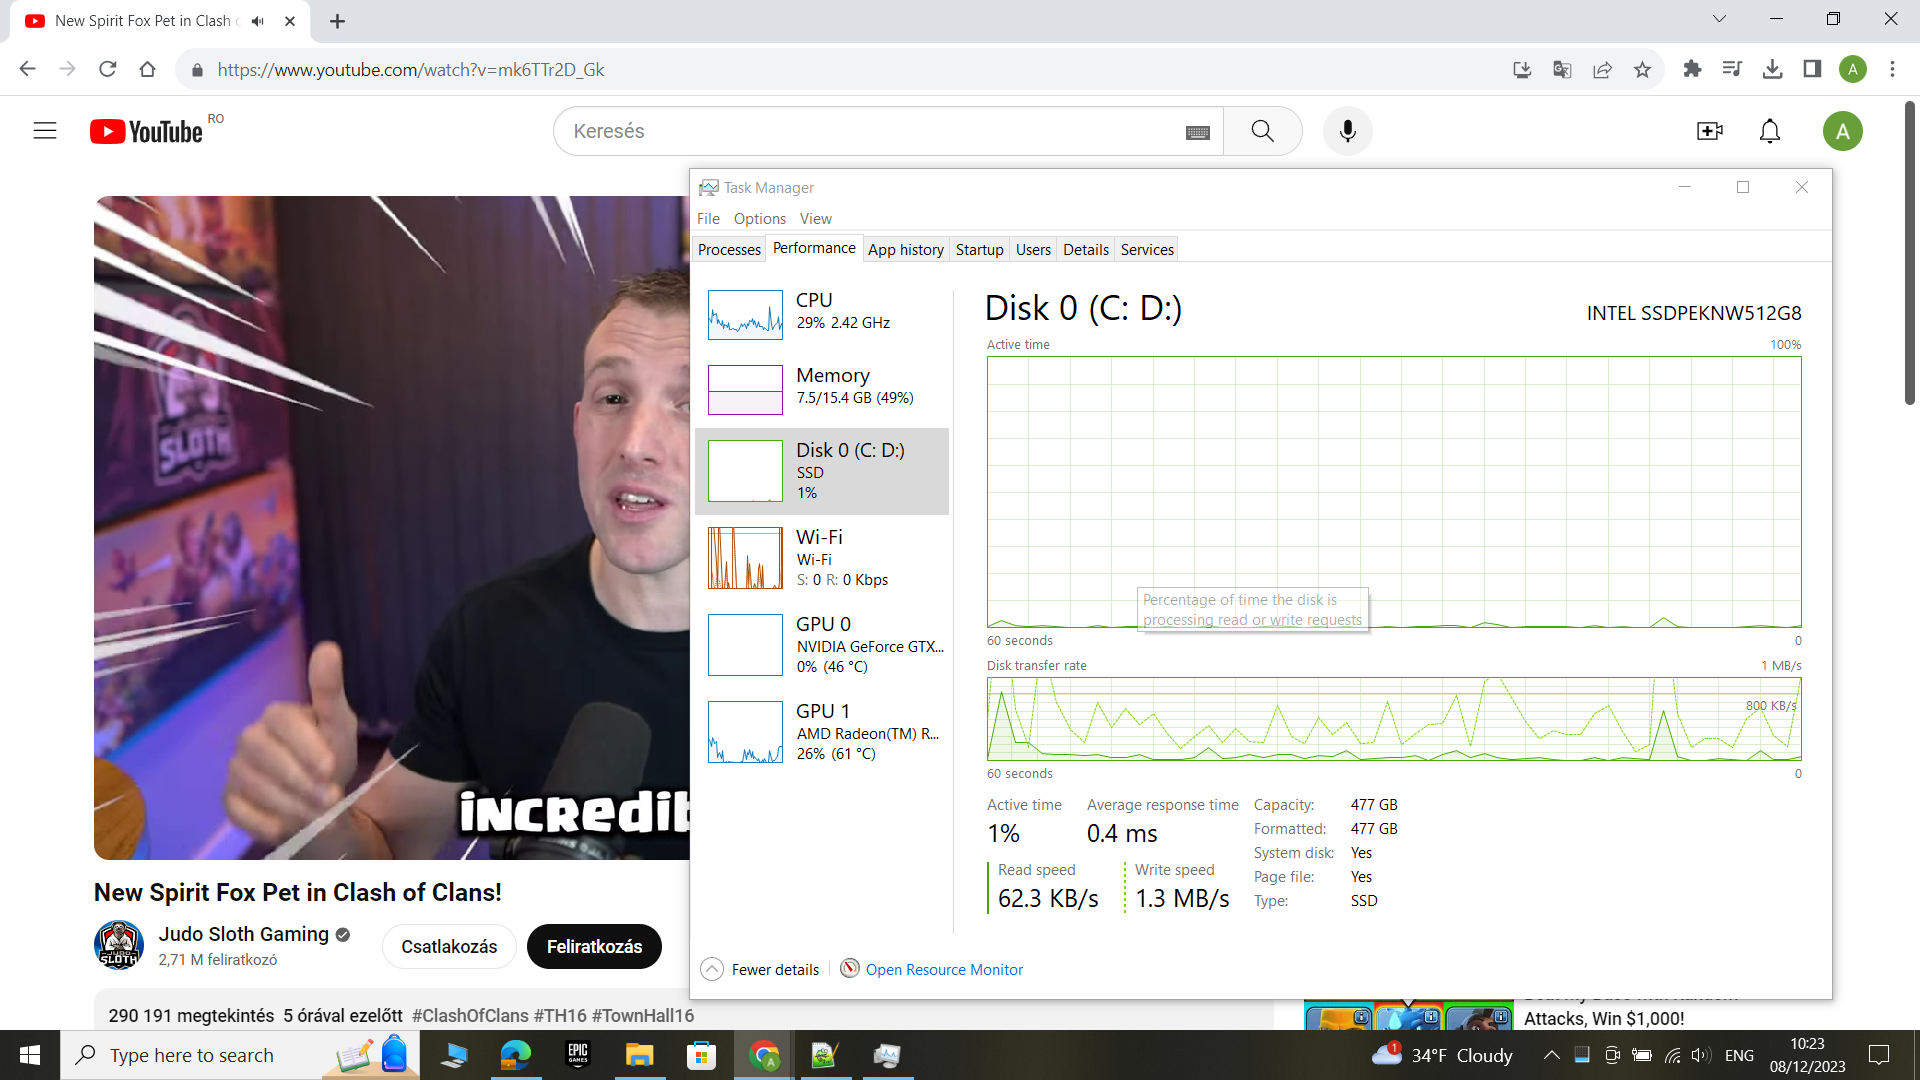 New Spirit Fox Pet in Clash
https://www.youtube.com/watch?v=mk6TTr2D_Gk
A
YouTube RO
Keresés
A
SLOTH
INCREDIB
Task Manager
File Options View
Processes Performance App history Startup Users Details Services
CPU
29% 2.42 GHz
Memory
7.5/15.4 GB (49%)
Disk 0 (C: D:)
SSD
1%
Wi-Fi
Wi-Fi
S: 0 R: 0 Kbps
GPU 0
NVIDIA GeForce GTX...
0% (46 °C)
GPU 1
AMD Radeon(TM) R...
26% (61 °C)
Disk 0 (C: D:)
INTEL SSDPEKNW512G8
Active time 100%
Percentage of time the disk is
processing read or write requests
60 seconds 0
Disk transfer rate 1 MB/s
800 KB/s
60 seconds 0
Active time Average response time
1% 0.4 ms
Read speed Write speed
62.3 KB/s 1.3 MB/s
Capacity: 477 GB
Formatted: 477 GB
System disk: Yes
Page file: Yes
Type: SSD
Fewer details Open Resource Monitor
New Spirit Fox Pet in Clash of Clans!
JUDO
SLOTH
Judo Sloth Gaming
2,71 M feliratkozó
Csatlakozás
Feliratkozás
290 191 megtekintés 5 órával ezelőtt #ClashOfClans #TH16 #TownHall16
Attacks, Win $1,000!
Type here to search
EPIC
GAMES
A
1
34°F Cloudy
ENG
10:23
08/12/2023